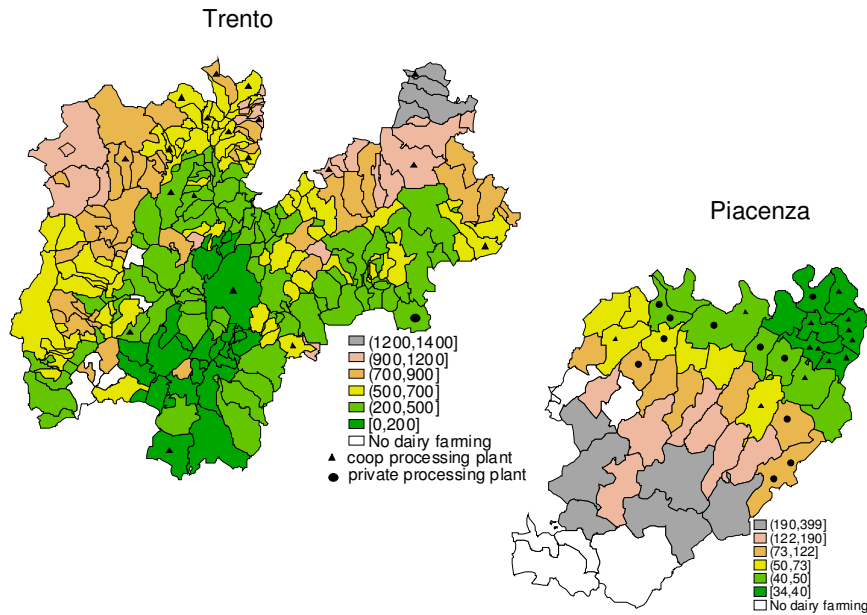 Trento
Piacenza
(1200,1400]
(900,1200]
(700,900]
(500,700]
(200,500]
[0,200]
No dairy farming
coop processing plant
private processing plant
(190,399]
(122,190]
(73,122]
(50,73]
(40,50]
[34,40]
No dairy farming